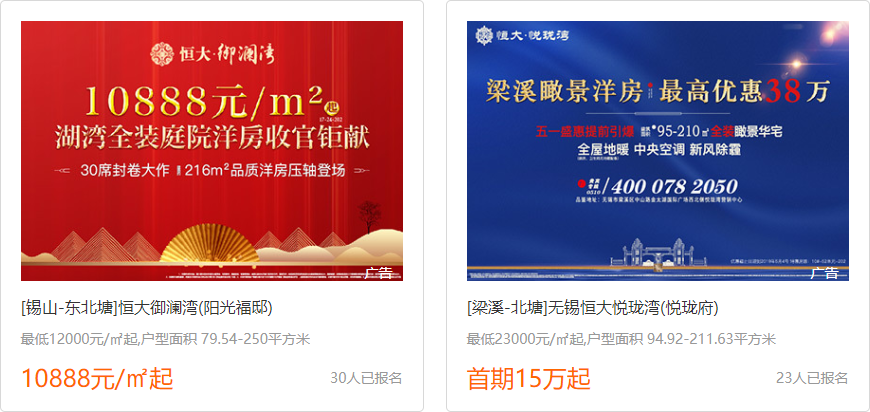 恒大·御澜湾
10888元/m²起
湖湾全装庭院洋房收官钜献
30席封卷大作 216m²品质洋房压轴登场
广告
[锡山-东北塘]恒大御澜湾(阳光福邸)
最低12000元/㎡起,户型面积 79.54-250平方米
10888元/㎡起
30人已报名
恒大·悦珑湾
梁溪瞰景洋房 最高优惠38万
五一盛惠提前引爆 建筑面积 95-210㎡全装瞰景华宅
全屋地暖 中央空调 新风除霾
0510/400 078 2050
广告
[梁溪-北塘]无锡恒大悦珑湾(悦珑府)
最低23000元/㎡起,户型面积 94.92-211.63平方米
首期15万起
23人已报名